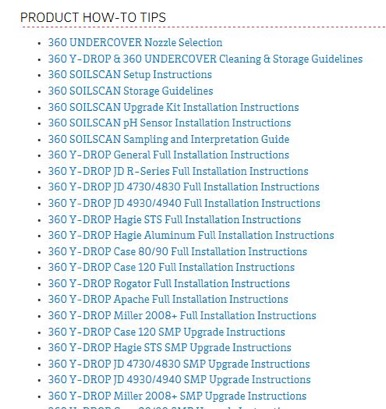 PRODUCT HOW-TO TIPS
360 UNDERCOVER Nozzle Selection
360 Y-DROP & 360 UNDERCOVER Cleaning & Storage Guidelines
360 SOILSCAN Setup Instructions
360 SOILSCAN Storage Guidelines
360 SOILSCAN Upgrade Kit Installation Instructions
360 SOILSCAN pH Sensor Installation Instructions
360 SOILSCAN Sampling and Interpretation Guide
360 Y-DROP General Full Installation Instructions
360 Y-DROP JD R-Series Full Installation Instructions
360 Y-DROP JD 4730/4830 Full Installation Instructions
360 Y-DROP JD 4930/4940 Full Installation Instructions
360 Y-DROP Hagie STS Full Installation Instructions
360 Y-DROP Hagie Aluminum Full Installation Instructions
360 Y-DROP Case 80/90 Full Installation Instructions
360 Y-DROP Case 120 Full Installation Instructions
360 Y-DROP Rogator Full Installation Instructions
360 Y-DROP Apache Full Installation Instructions
360 Y-DROP Miller 2008+ Full Installation Instructions
360 Y-DROP Case 120 SMP Upgrade Instructions
360 Y-DROP Hagie STS SMP Upgrade Instructions
360 Y-DROP JD 4730/4830 SMP Upgrade Instructions
360 Y-DROP JD 4930/4940 SMP Upgrade Instructions
360 Y-DROP Miller 2008+ SMP Upgrade Instructions